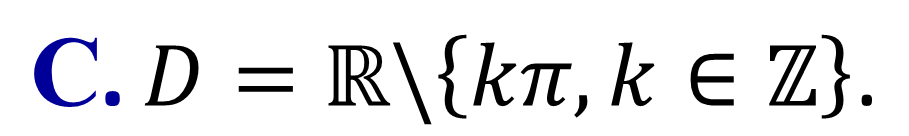 C. D = ℝ\{kπ, k ∈ ℤ}.